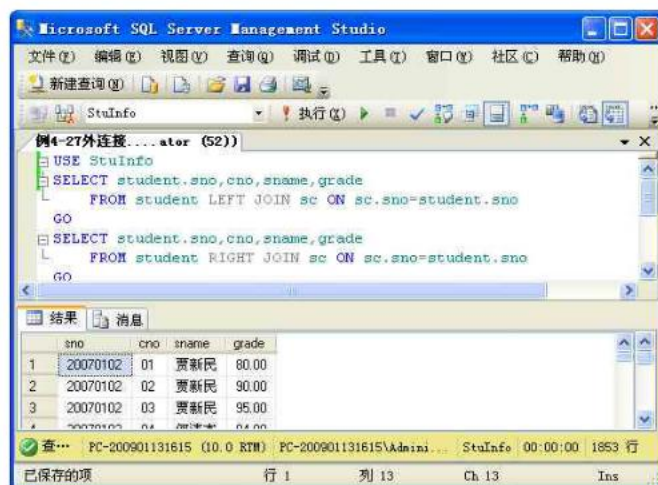 Microsoft SQL Server Management Studio
文件(F) 编辑(E) 视图(V) 查询(Q) 调试(D) 工具(T) 窗口(W) 社区(C) 帮助(H)
新建查询(N)
StuInfo 执行(X)
例4-27外连接....ator (52))
USE StuInfo
SELECT student.sno,cno,sname,grade
FROM student LEFT JOIN sc ON sc.sno=student.sno
GO
SELECT student.sno,cno,sname,grade
FROM student RIGHT JOIN sc ON sc.sno=student.sno
GO
结果 消息
sno cno sname grade
1 20070102 01 贾新民 80.00
2 20070102 02 贾新民 90.00
3 20070102 03 贾新民 95.00
查… PC-200901131615 (10.0 RTM) PC-200901131615\Admini... StuInfo 00:00:00 1853 行
已保存的项 行 1 列 13 Ch 13 Ins